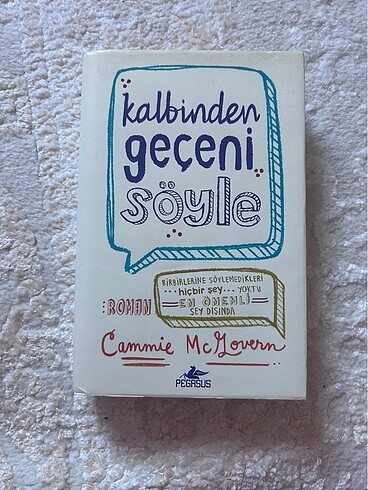 kalbinden
geçeni
söyle
BİRBİRLERİNE SÖYLEMEDİKLERİ
hiçbir şey... YOKTU
EN ÖNEMLİ
ŞEY DIŞINDA
:ROMAN
Cammie McGovern
PEGASUS